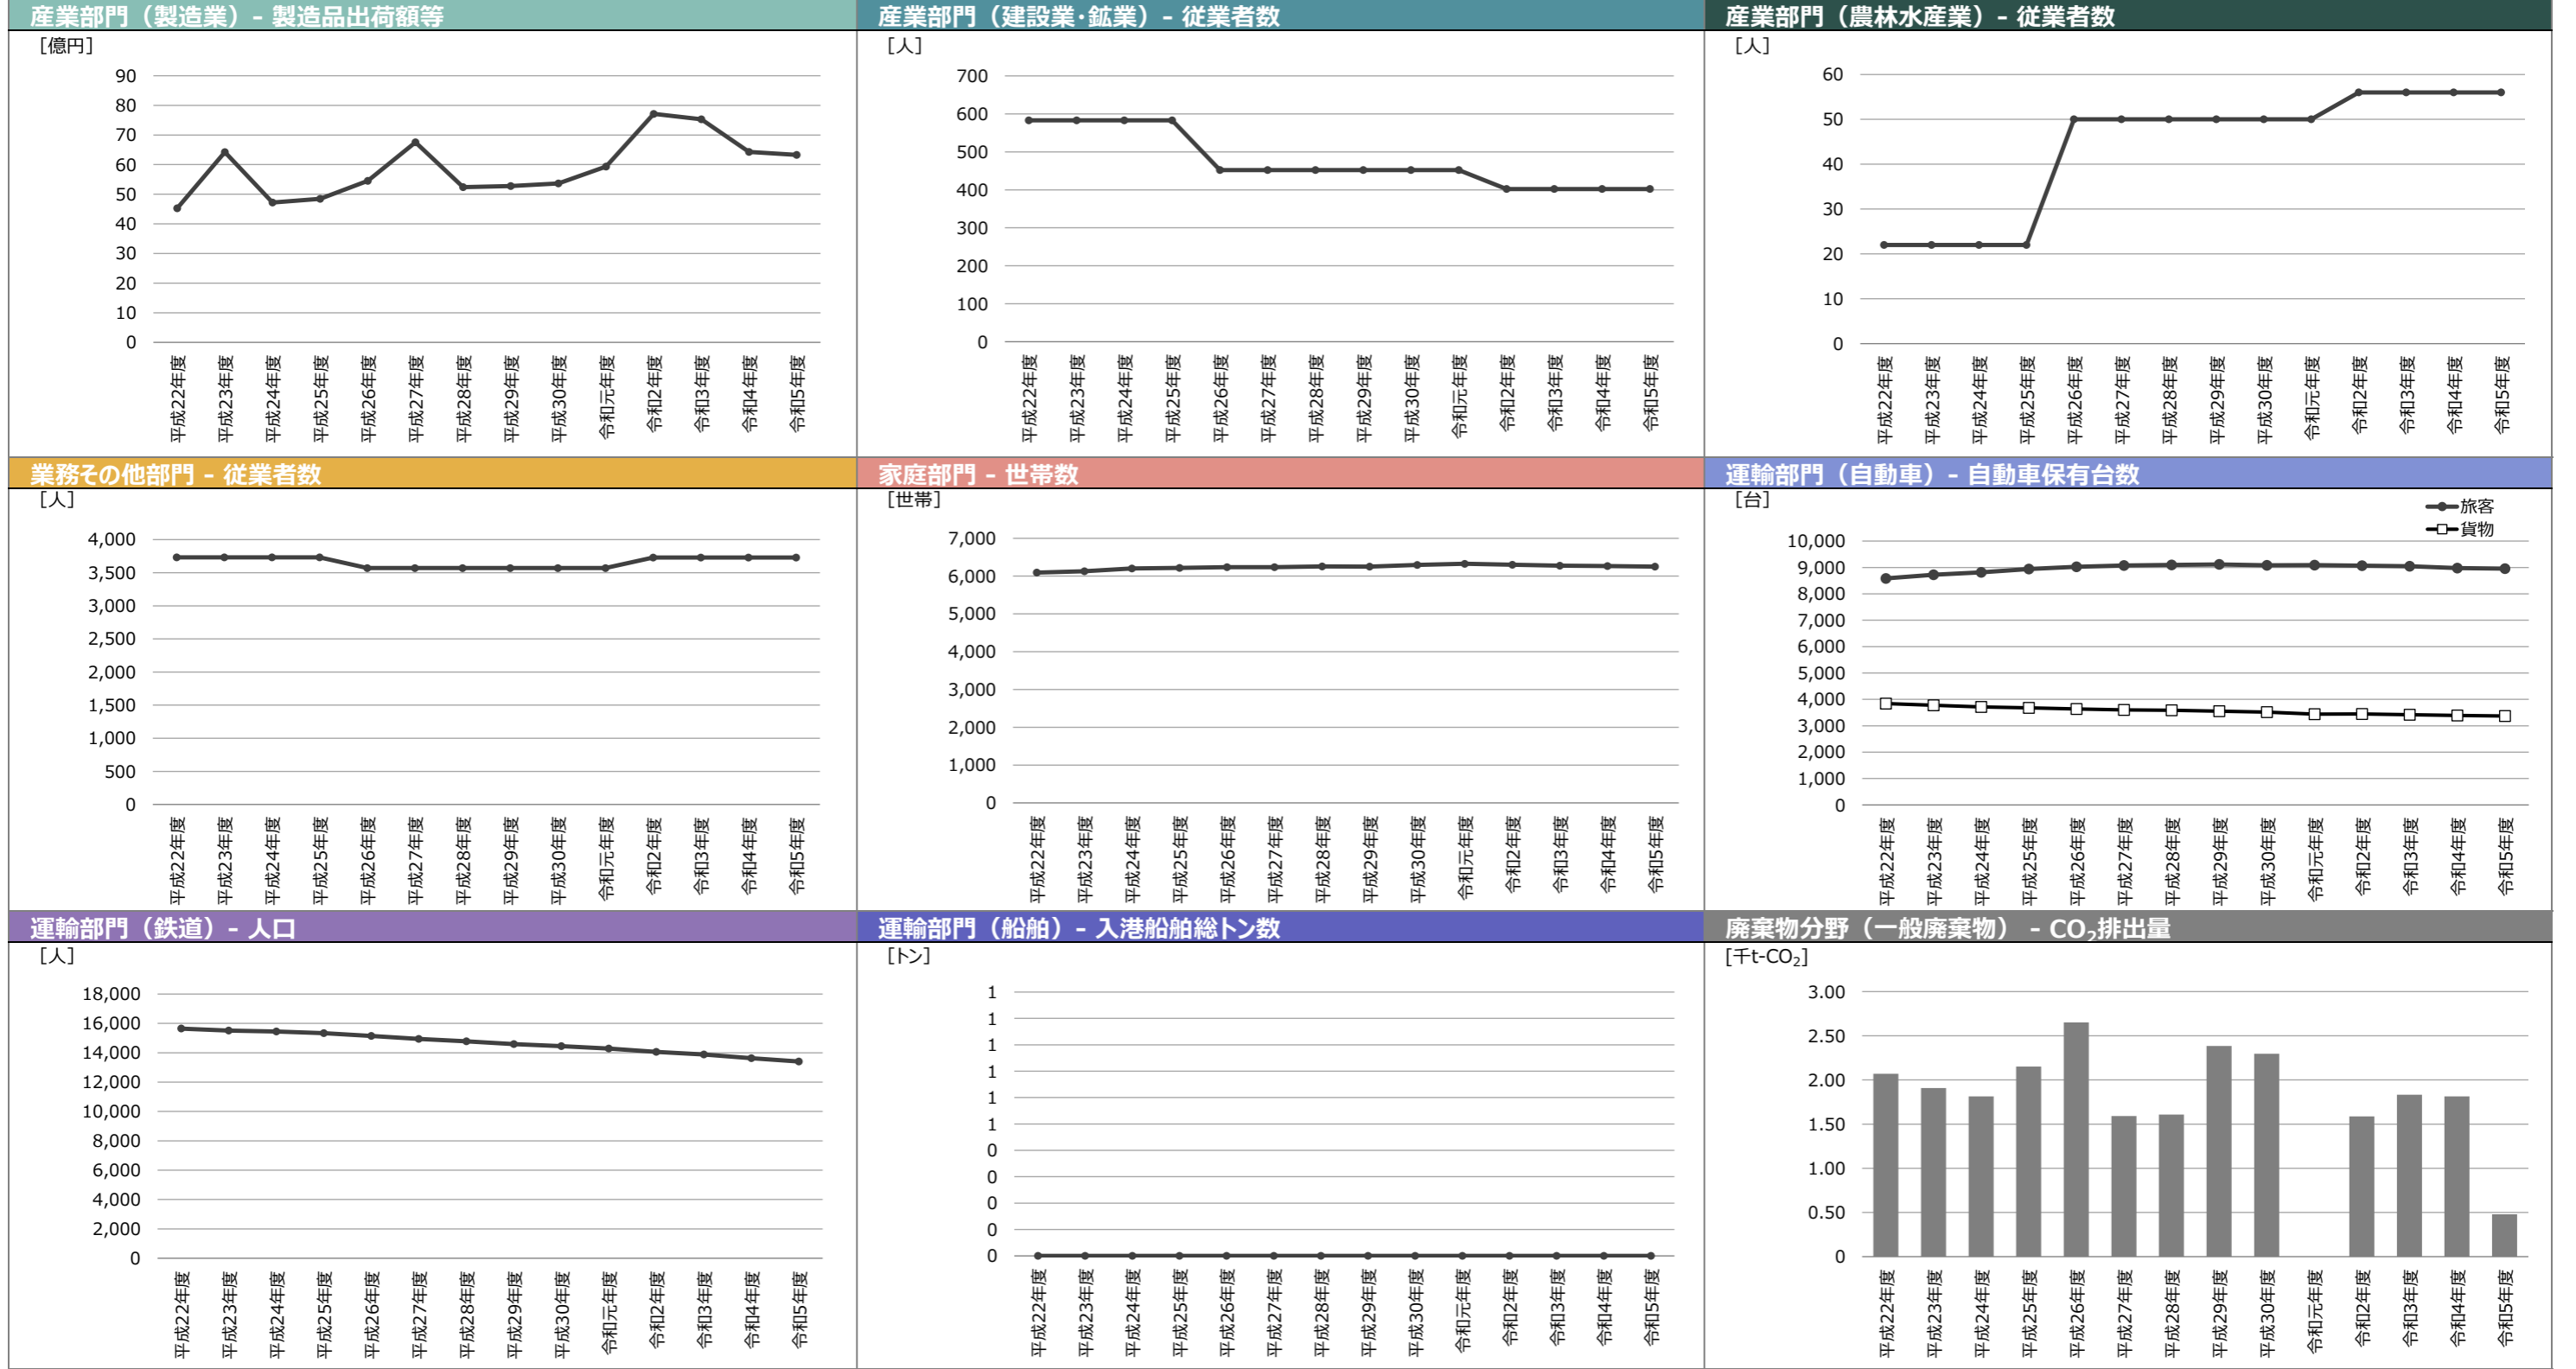 産業部門（製造業）- 製造品出荷額等
[億円]
90
80
70
60
50
40
30
20
10
0
平成22年度 平成23年度 平成24年度 平成25年度 平成26年度 平成27年度 平成28年度 平成29年度 平成30年度 令和元年度 令和2年度 令和3年度 令和4年度 令和5年度
産業部門（建設業・鉱業）- 従業者数
[人]
700
600
500
400
300
200
100
0
平成22年度 平成23年度 平成24年度 平成25年度 平成26年度 平成27年度 平成28年度 平成29年度 平成30年度 令和元年度 令和2年度 令和3年度 令和4年度 令和5年度
産業部門（農林水産業）- 従業者数
[人]
60
50
40
30
20
10
0
平成22年度 平成23年度 平成24年度 平成25年度 平成26年度 平成27年度 平成28年度 平成29年度 平成30年度 令和元年度 令和2年度 令和3年度 令和4年度 令和5年度
業務その他部門 - 従業者数
[人]
4,000
3,500
3,000
2,500
2,000
1,500
1,000
500
0
平成22年度 平成23年度 平成24年度 平成25年度 平成26年度 平成27年度 平成28年度 平成29年度 平成30年度 令和元年度 令和2年度 令和3年度 令和4年度 令和5年度
家庭部門 - 世帯数
[世帯]
7,000
6,000
5,000
4,000
3,000
2,000
1,000
0
平成22年度 平成23年度 平成24年度 平成25年度 平成26年度 平成27年度 平成28年度 平成29年度 平成30年度 令和元年度 令和2年度 令和3年度 令和4年度 令和5年度
運輸部門（自動車）- 自動車保有台数
[台]
旅客
貨物
10,000
9,000
8,000
7,000
6,000
5,000
4,000
3,000
2,000
1,000
0
平成22年度 平成23年度 平成24年度 平成25年度 平成26年度 平成27年度 平成28年度 平成29年度 平成30年度 令和元年度 令和2年度 令和3年度 令和4年度 令和5年度
運輸部門（鉄道）- 人口
[人]
18,000
16,000
14,000
12,000
10,000
8,000
6,000
4,000
2,000
0
平成22年度 平成23年度 平成24年度 平成25年度 平成26年度 平成27年度 平成28年度 平成29年度 平成30年度 令和元年度 令和2年度 令和3年度 令和4年度 令和5年度
運輸部門（船舶）- 入港船舶総トン数
[トン]
1
1
1
1
1
1
0
0
0
0
0
平成22年度 平成23年度 平成24年度 平成25年度 平成26年度 平成27年度 平成28年度 平成29年度 平成30年度 令和元年度 令和2年度 令和3年度 令和4年度 令和5年度
廃棄物分野（一般廃棄物） - CO₂排出量
[千t-CO₂]
3.00
2.50
2.00
1.50
1.00
0.50
0
平成22年度 平成23年度 平成24年度 平成25年度 平成26年度 平成27年度 平成28年度 平成29年度 平成30年度 令和元年度 令和2年度 令和3年度 令和4年度 令和5年度